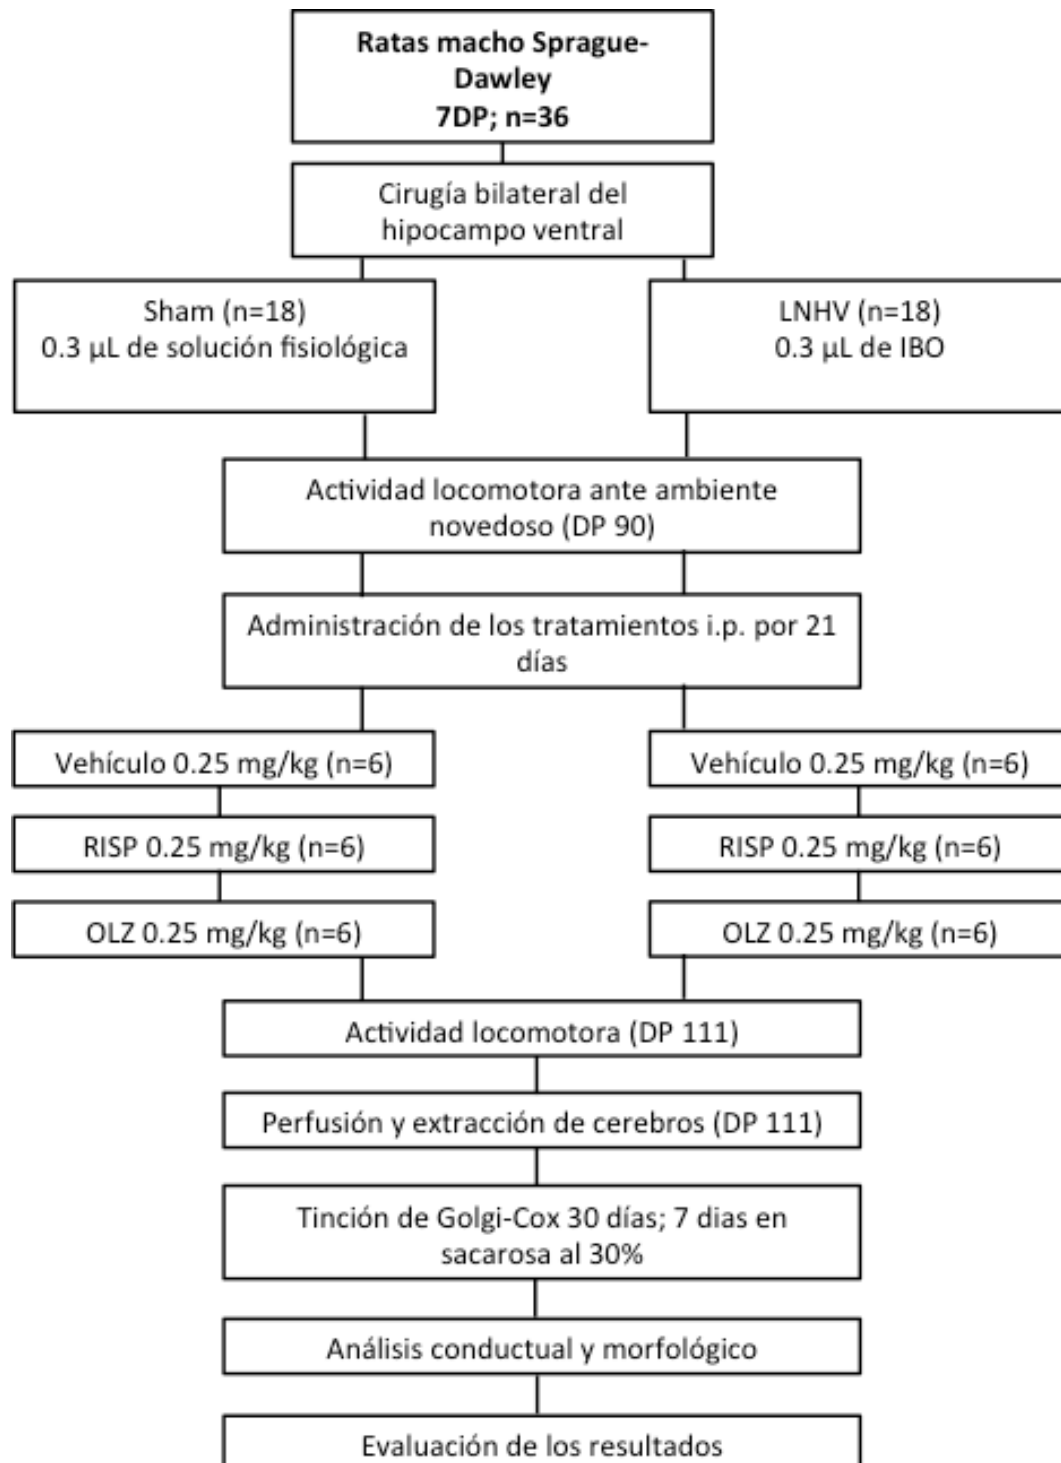 Ratas macho Sprague-
Dawley
7DP; n=36
Cirugía bilateral del
hipocampo ventral
Sham (n=18)
0.3 µL de solución fisiológica
LNHV (n=18)
0.3 µL de IBO
Actividad locomotora ante ambiente
novedoso (DP 90)
Administración de los tratamientos i.p. por 21
días
Vehículo 0.25 mg/kg (n=6)
RISP 0.25 mg/kg (n=6)
OLZ 0.25 mg/kg (n=6)
Vehículo 0.25 mg/kg (n=6)
RISP 0.25 mg/kg (n=6)
OLZ 0.25 mg/kg (n=6)
Actividad locomotora (DP 111)
Perfusión y extracción de cerebros (DP 111)
Tinción de Golgi-Cox 30 días; 7 dias en
sacarosa al 30%
Análisis conductual y morfológico
Evaluación de los resultados